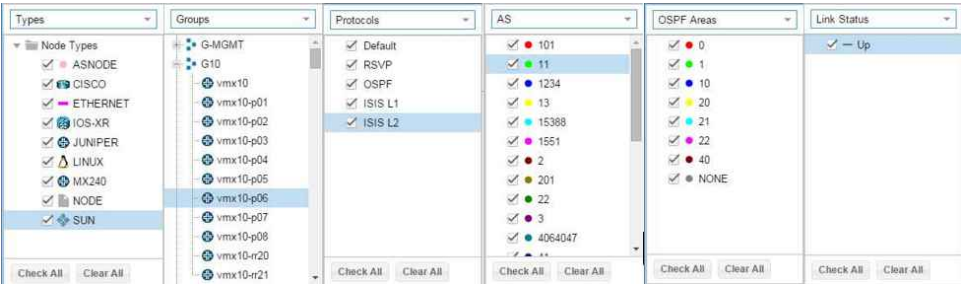 Types
Node Types
ASNODE
CISCO
ETHERNET
IOS-XR
JUNIPER
LINUX
MX240
NODE
SUN
Check All Clear All
Groups
G-MGMT
G10
vmx10
vmx10-p01
vmx10-p02
vmx10-p03
vmx10-p04
vmx10-p05
vmx10-p06
vmx10-p07
vmx10-p08
vmx10-rr20
vmx10-rr21
Protocols
Default
RSVP
OSPF
ISIS L1
ISIS L2
Check All Clear All
AS
101
11
1234
13
15388
1551
2
201
22
3
4064047
Check All Clear All
OSPF Areas
0
1
10
20
21
22
40
NONE
Check All Clear All
Link Status
Up
Check All Clear All